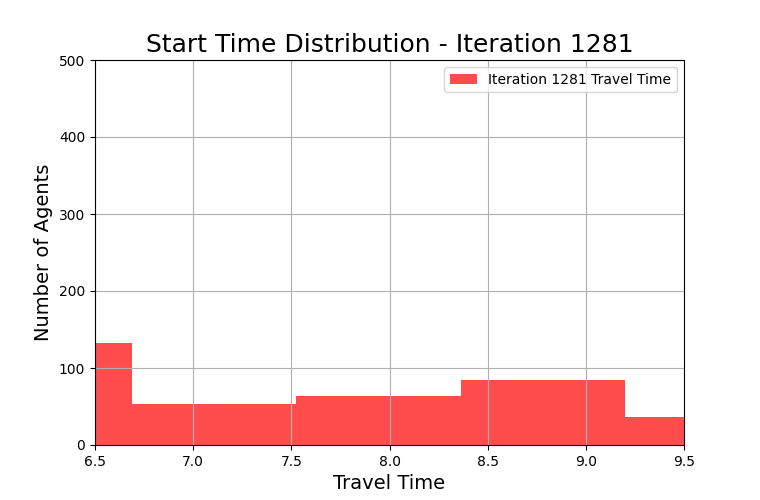 Start Time Distribution - Iteration 1281
Iteration 1281 Travel Time
Number of Agents
500
400
300
200
100
0
6.5 7.0 7.5 8.0 8.5 9.0 9.5
Travel Time